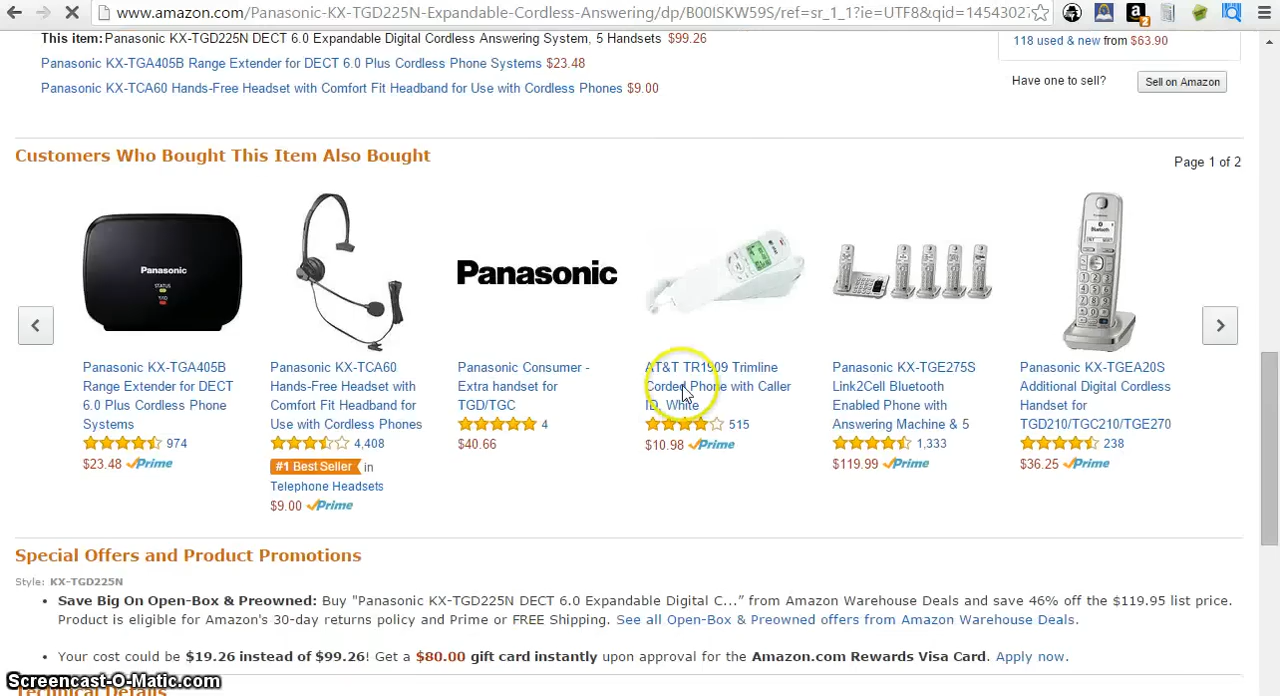 www.amazon.com/Panasonic-KX-TGD225N-Expandable-Cordless-Answering/dp/B00ISKW59S/ref=sr_1_1?ie=UTF8&qid=14543027
2
This item: Panasonic KX-TGD225N DECT 6.0 Expandable Digital Cordless Answering System, 5 Handsets $99.26
118 used & new from $63.90
Panasonic KX-TGA405B Range Extender for DECT 6.0 Plus Cordless Phone Systems $23.48
Have one to sell? Sell on Amazon
Panasonic KX-TCA60 Hands-Free Headset with Comfort Fit Headband for Use with Cordless Phones $9.00
Customers Who Bought This Item Also Bought
Page 1 of 2
Panasonic
STATUS
Panasonic
Panasonic KX-TGA405B
Range Extender for DECT
6.0 Plus Cordless Phone
Systems
974
$23.48 Prime
Panasonic KX-TCA60
Hands-Free Headset with
Comfort Fit Headband for
Use with Cordless Phones
4,408
#1 Best Seller in
Telephone Headsets
$9.00 Prime
Panasonic Consumer -
Extra handset for
TGD/TGC
4
$40.66
AT&T TR1909 Trimline
Corded Phone with Caller
ID, White
515
$10.98 Prime
Panasonic KX-TGE275S
Link2Cell Bluetooth
Enabled Phone with
Answering Machine & 5
1,333
$119.99 Prime
Bluetooth
Panasonic KX-TGEA20S
Additional Digital Cordless
Handset for
TGD210/TGC210/TGE270
238
$36.25 Prime
Special Offers and Product Promotions
Style: KX-TGD225N
• Save Big On Open-Box & Preowned: Buy "Panasonic KX-TGD225N DECT 6.0 Expandable Digital C..." from Amazon Warehouse Deals and save 46% off the $119.95 list price.
Product is eligible for Amazon's 30-day returns policy and Prime or FREE Shipping. See all Open-Box & Preowned offers from Amazon Warehouse Deals.
• Your cost could be $19.26 instead of $99.26! Get a $80.00 gift card instantly upon approval for the Amazon.com Rewards Visa Card. Apply now.
Screencast-O-Matic.com
Technical Details